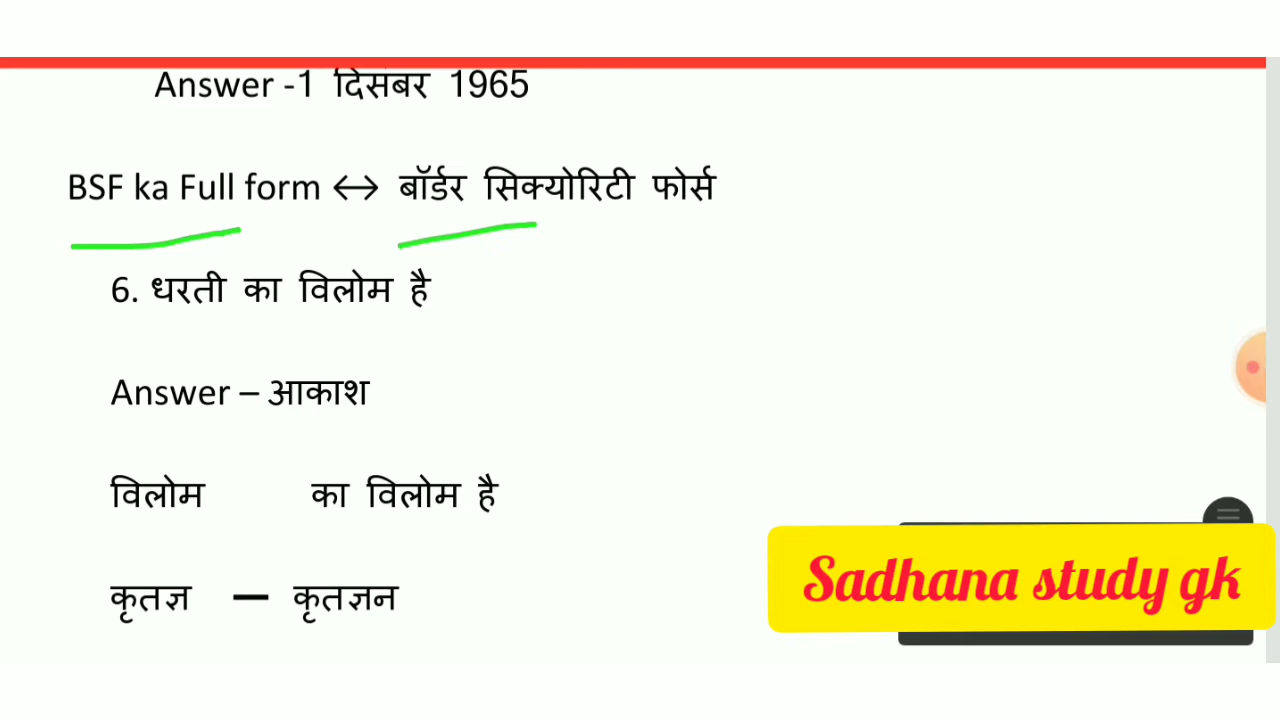 Answer -1 दिसंबर 1965
BSF ka Full form ↔ बॉर्डर सिक्योरिटी फोर्स
6. धरती का विलोम है
Answer – आकाश
विलोम का विलोम है
कृतज्ञ – कृतज्ञन
Sadhana study gk